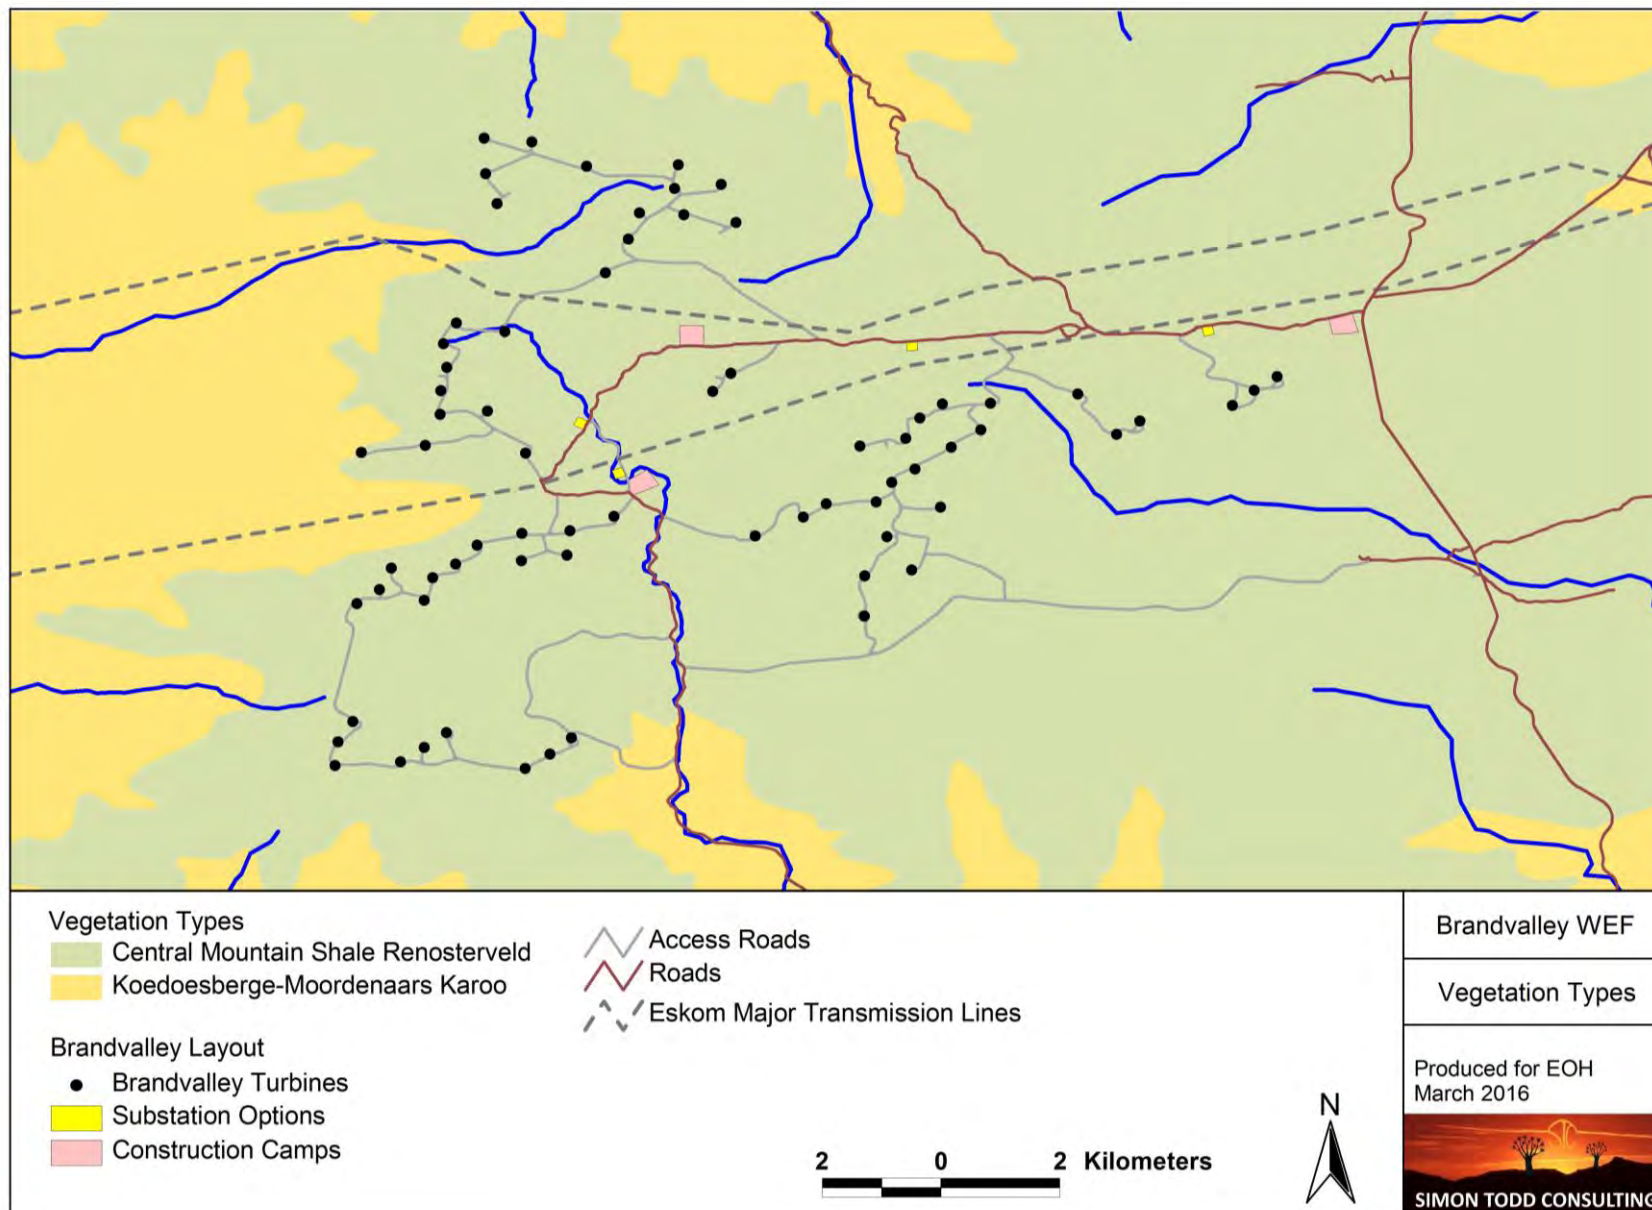 Vegetation Types
Central Mountain Shale Renosterveld
Koedoesberge-Moordenaars Karoo
Brandvalley Layout
Brandvalley Turbines
Substation Options
Construction Camps
Access Roads
Roads
Eskom Major Transmission Lines
2 0 2 Kilometers
N
Brandvalley WEF
Vegetation Types
Produced for EOH
March 2016
SIMON TODD CONSULTING